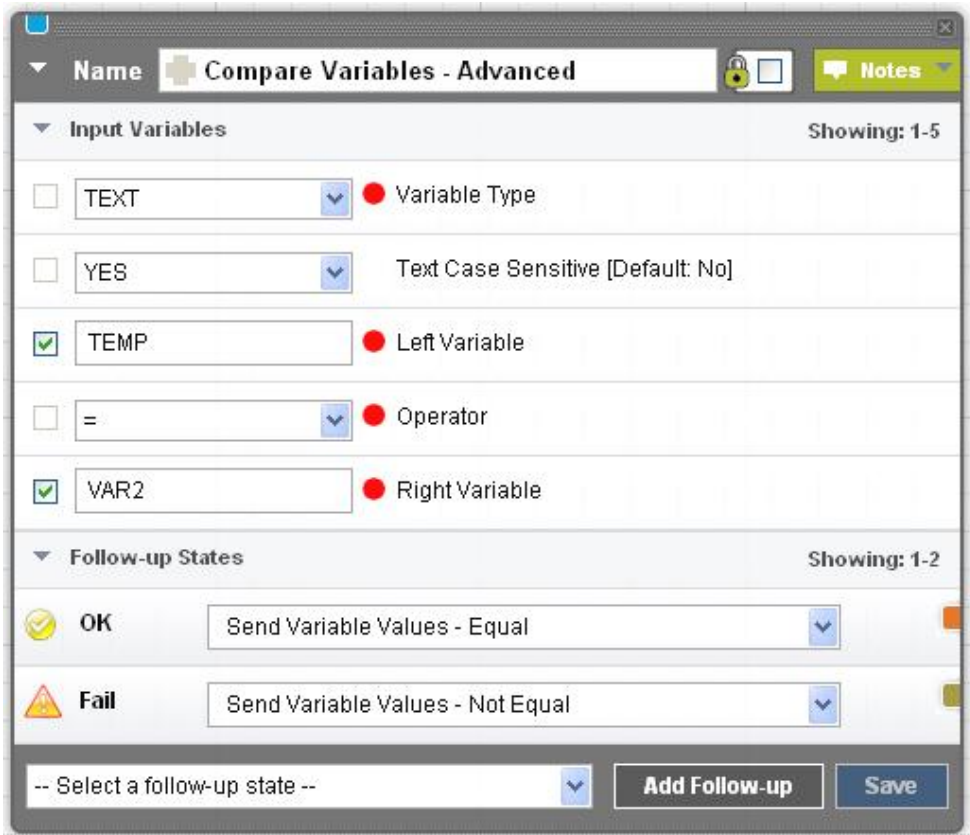 Name Compare Variables - Advanced Notes
Input Variables Showing: 1-5
TEXT Variable Type
YES Text Case Sensitive [Default: No]
TEMP Left Variable
= Operator
VAR2 Right Variable
Follow-up States Showing: 1-2
OK Send Variable Values - Equal
Fail Send Variable Values - Not Equal
-- Select a follow-up state -- Add Follow-up Save